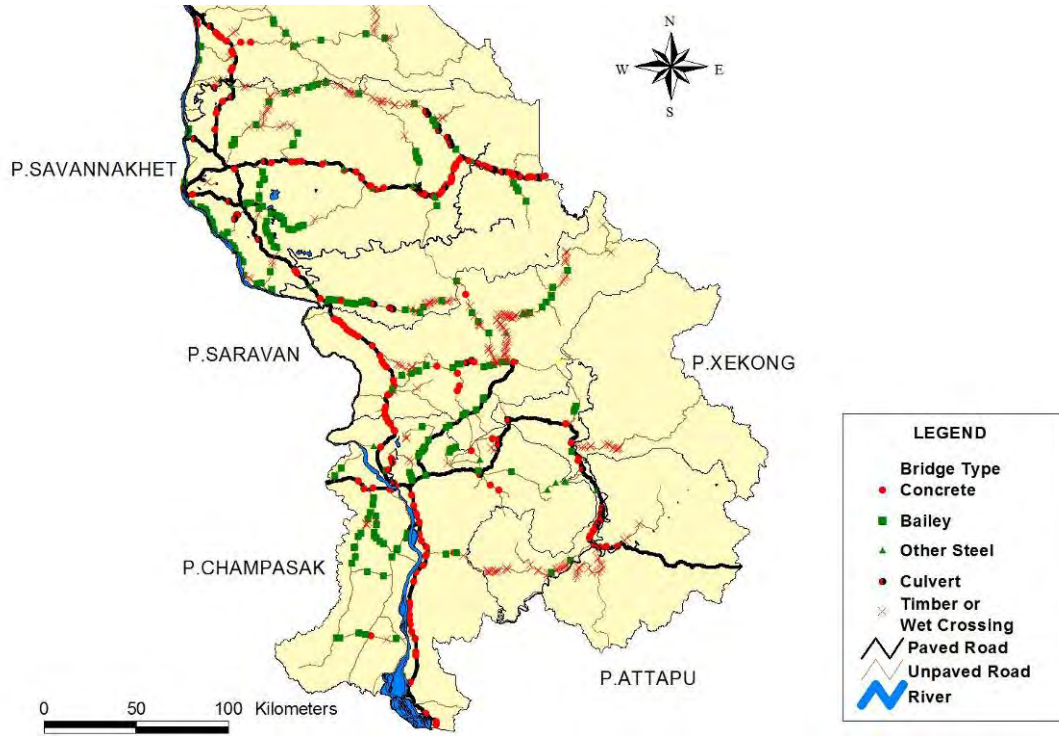 N
W E
S
P.SAVANNAKHET
P.SARAVAN
P.XEKONG
P.CHAMPASAK
P.ATTAPU
0 50 100 Kilometers
LEGEND
Bridge Type
Concrete
Bailey
Other Steel
Culvert
Timber or
Wet Crossing
Paved Road
Unpaved Road
River